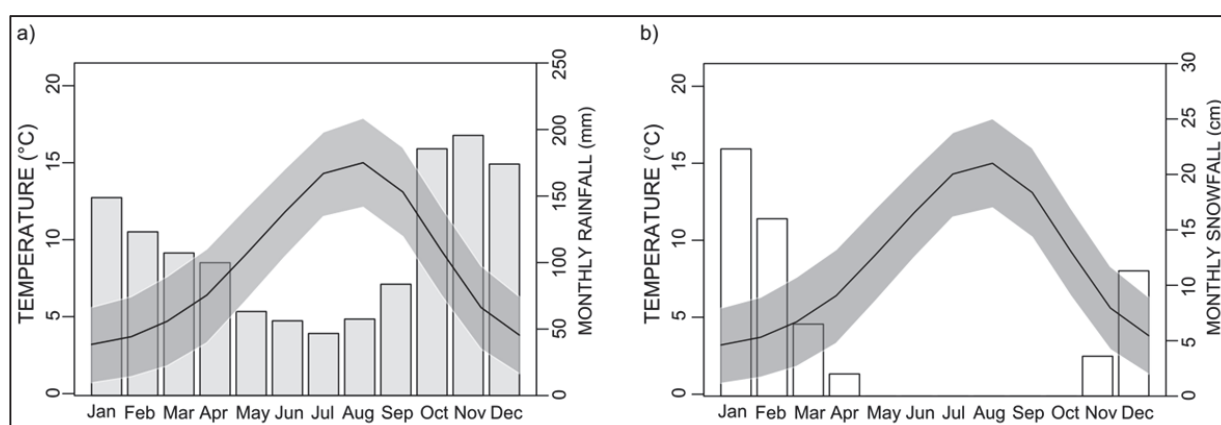 a)
TEMPERATURE (°C)
20
15
10
5
0
MONTHLY RAINFALL (mm)
250
200
150
100
50
0
Jan Feb Mar Apr May Jun Jul Aug Sep Oct Nov Dec
b)
TEMPERATURE (°C)
20
15
10
5
0
MONTHLY SNOWFALL (cm)
30
25
20
15
10
5
0
Jan Feb Mar Apr May Jun Jul Aug Sep Oct Nov Dec